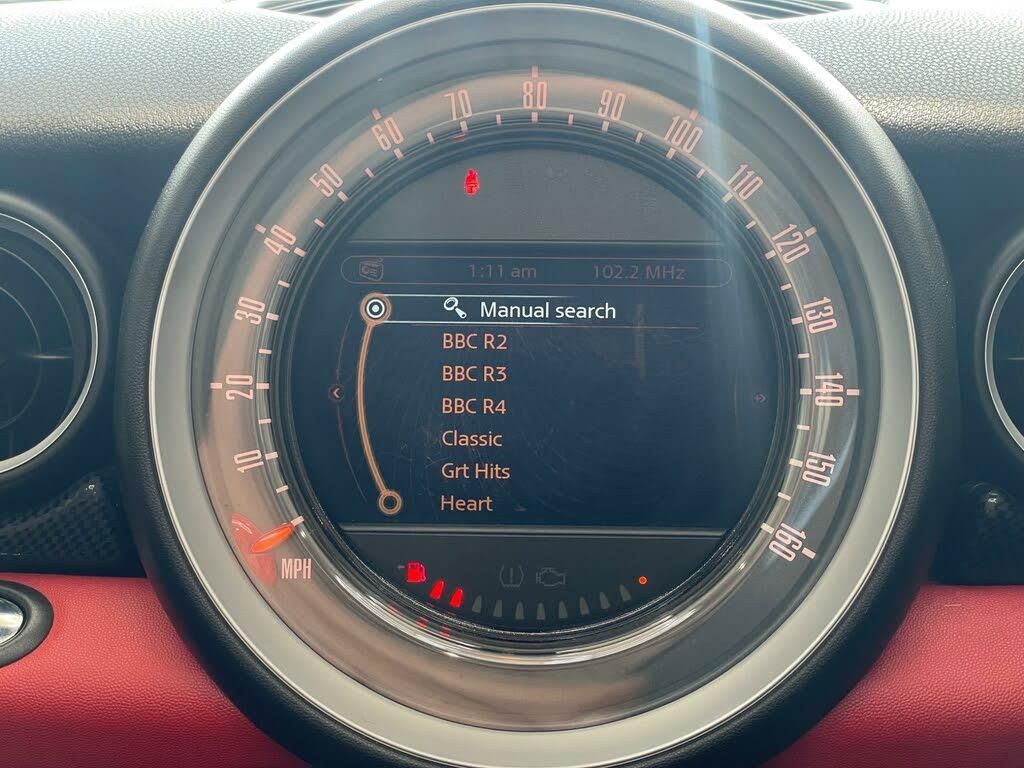 10
20
30
40
50
60
70
80
90
100
110
120
130
140
150
160
MPH
1:11 am 102.2 MHz
Manual search
BBC R2
BBC R3
BBC R4
Classic
Grt Hits
Heart